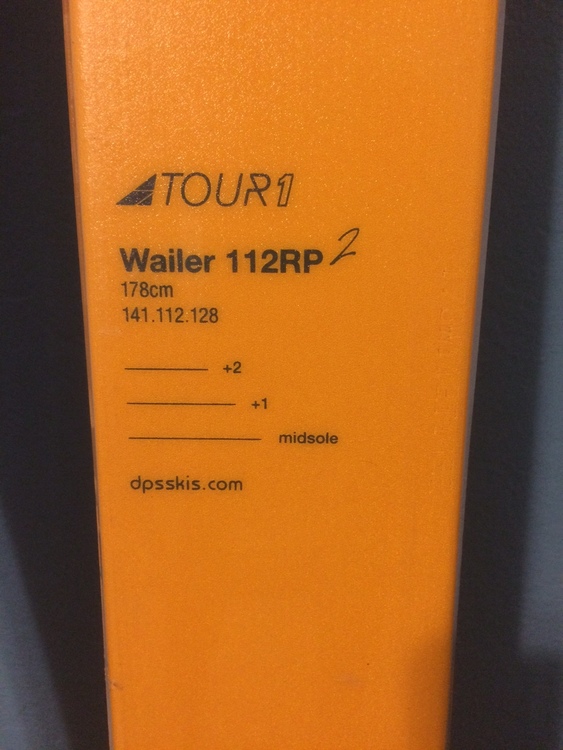 TOUR1
Wailer 112RP2
178cm
141.112.128
+2
+1
midsole
dpsskis.com